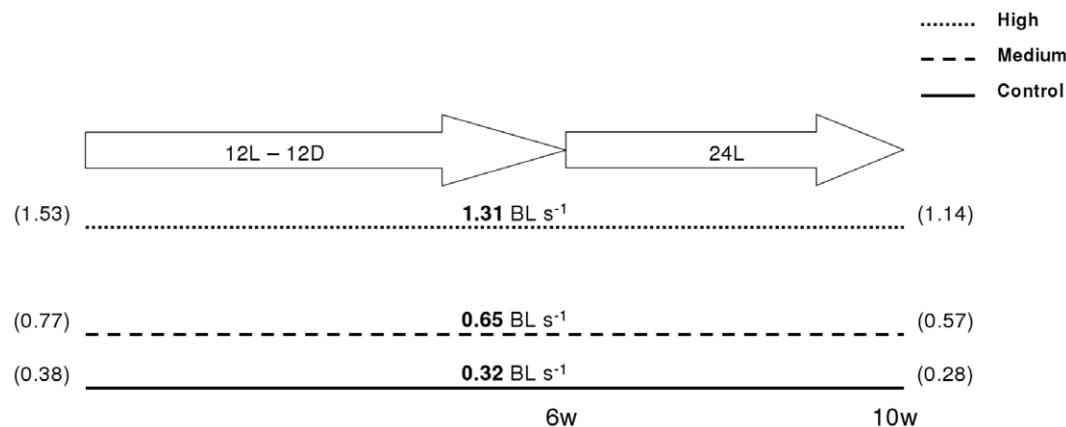 High
Medium
Control
12L – 12D
24L
(1.53)
1.31 BL s⁻¹
(1.14)
(0.77)
0.65 BL s⁻¹
(0.57)
(0.38)
0.32 BL s⁻¹
(0.28)
6w
10w